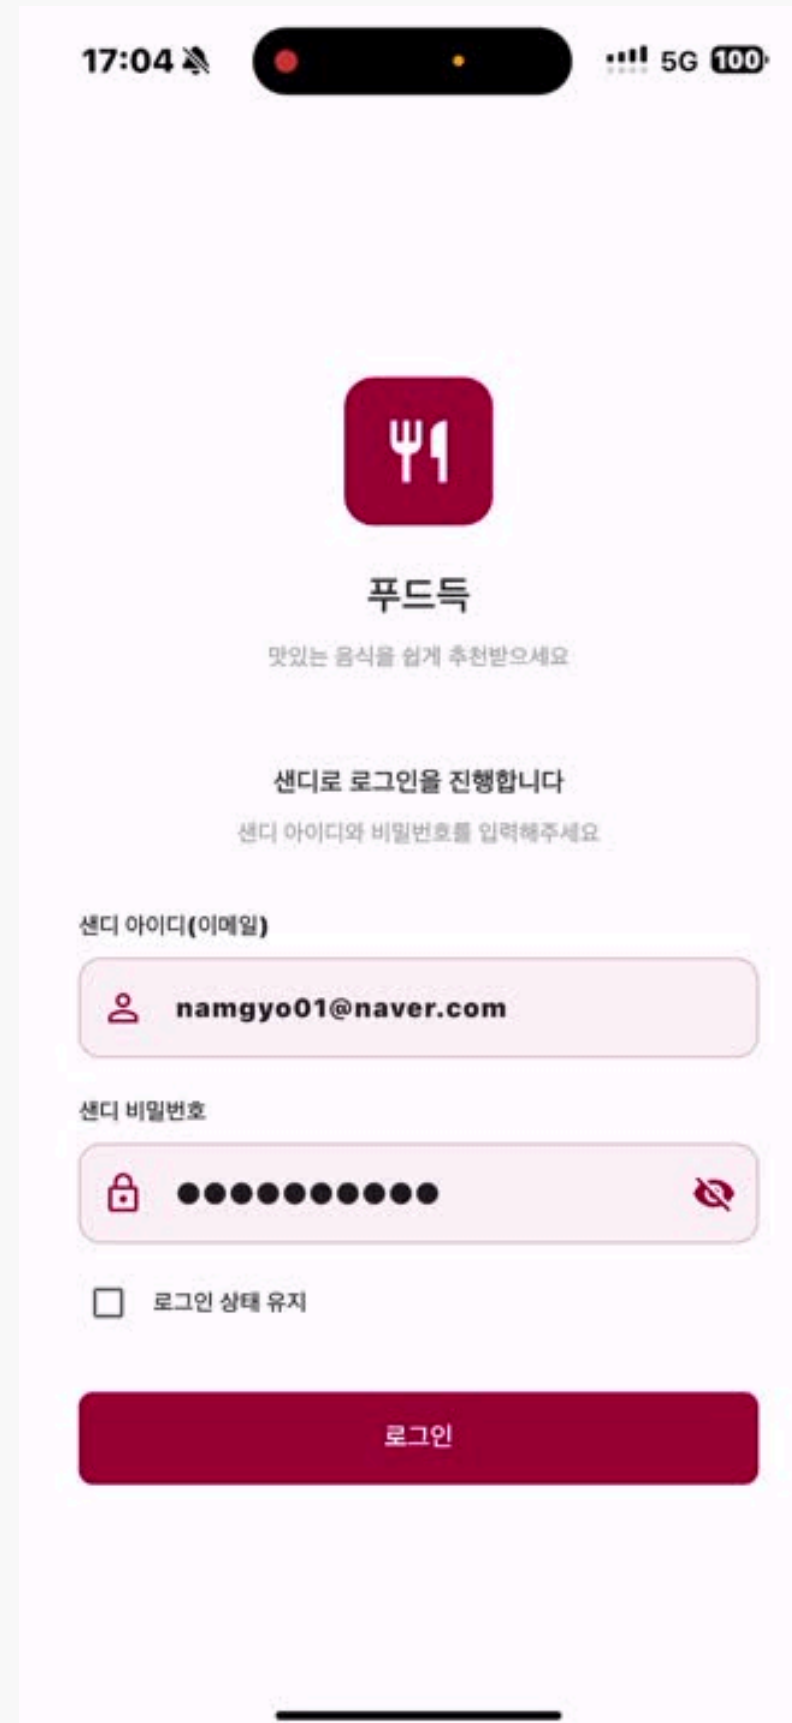 17:04 5G 100
푸드득
맛있는 음식을 쉽게 추천받으세요
샌디로 로그인을 진행합니다
샌디 아이디와 비밀번호를 입력해주세요
샌디 아이디(이메일)
namgyo01@naver.com
샌디 비밀번호
●●●●●●●●●●
로그인 상태 유지
로그인